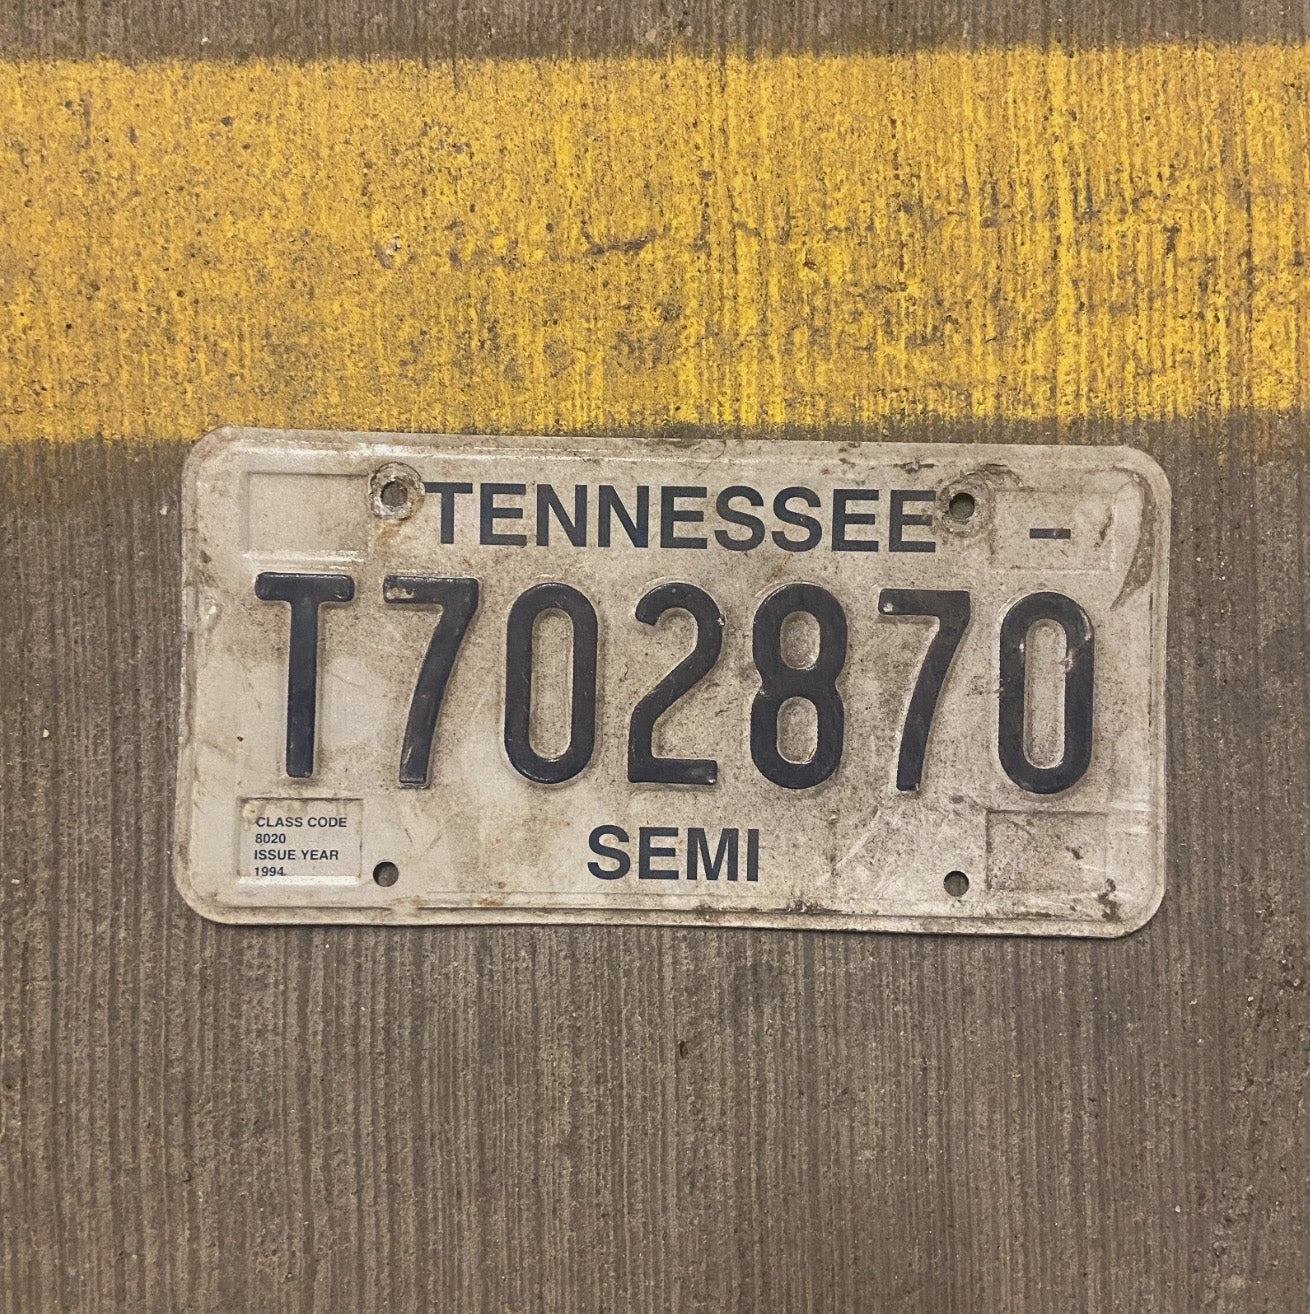 TENNESSEE -
T702870
CLASS CODE
8020
ISSUE YEAR
1994
SEMI